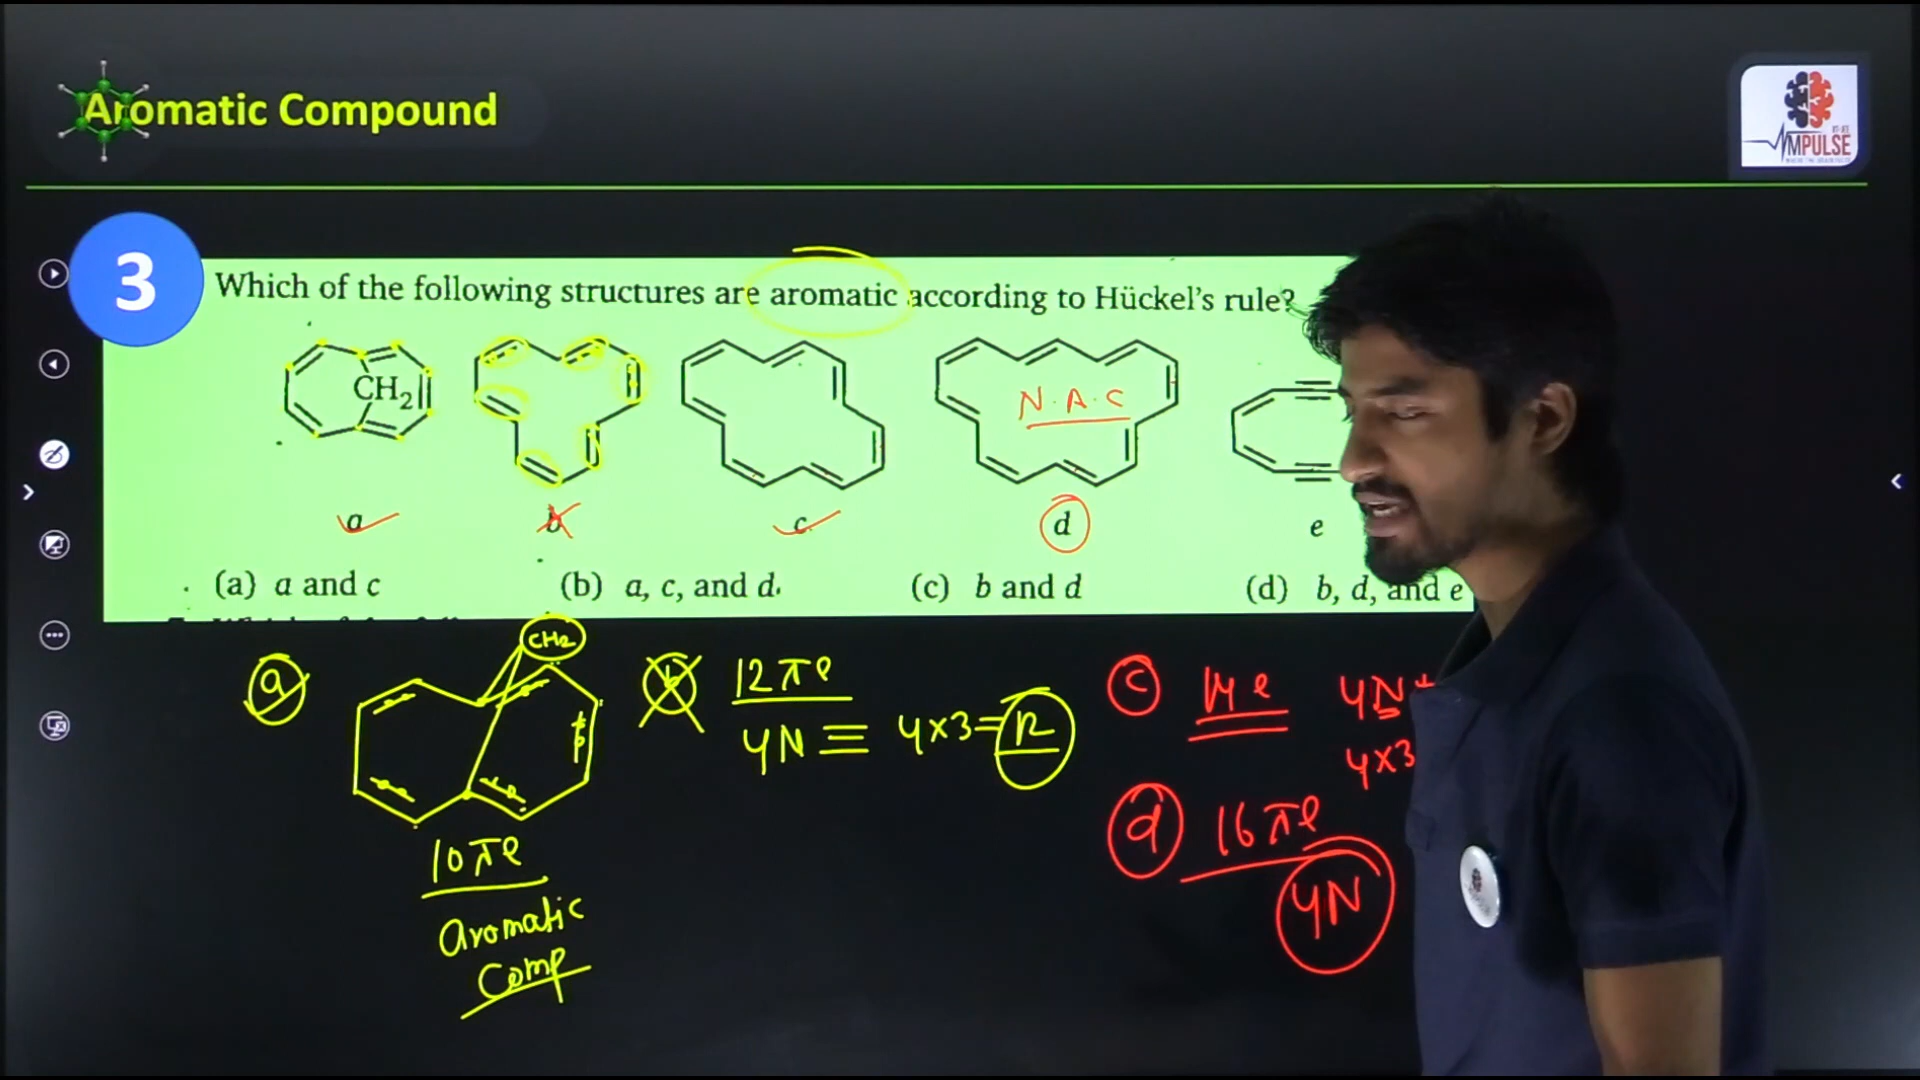 Aromatic Compound
MPULSE
3
Which of the following structures are aromatic according to Hückel's rule?
CH2
N.A.C
a
b
c
d
e
(a) a and c
(b) a, c, and d.
(c) b and d
(d) b, d, and e
CH2
a
10πe
Aromatic
Comp
b
12πe
4N ≡ 4×3=12
c
14e
4N+
4×3
d
16πe
4N